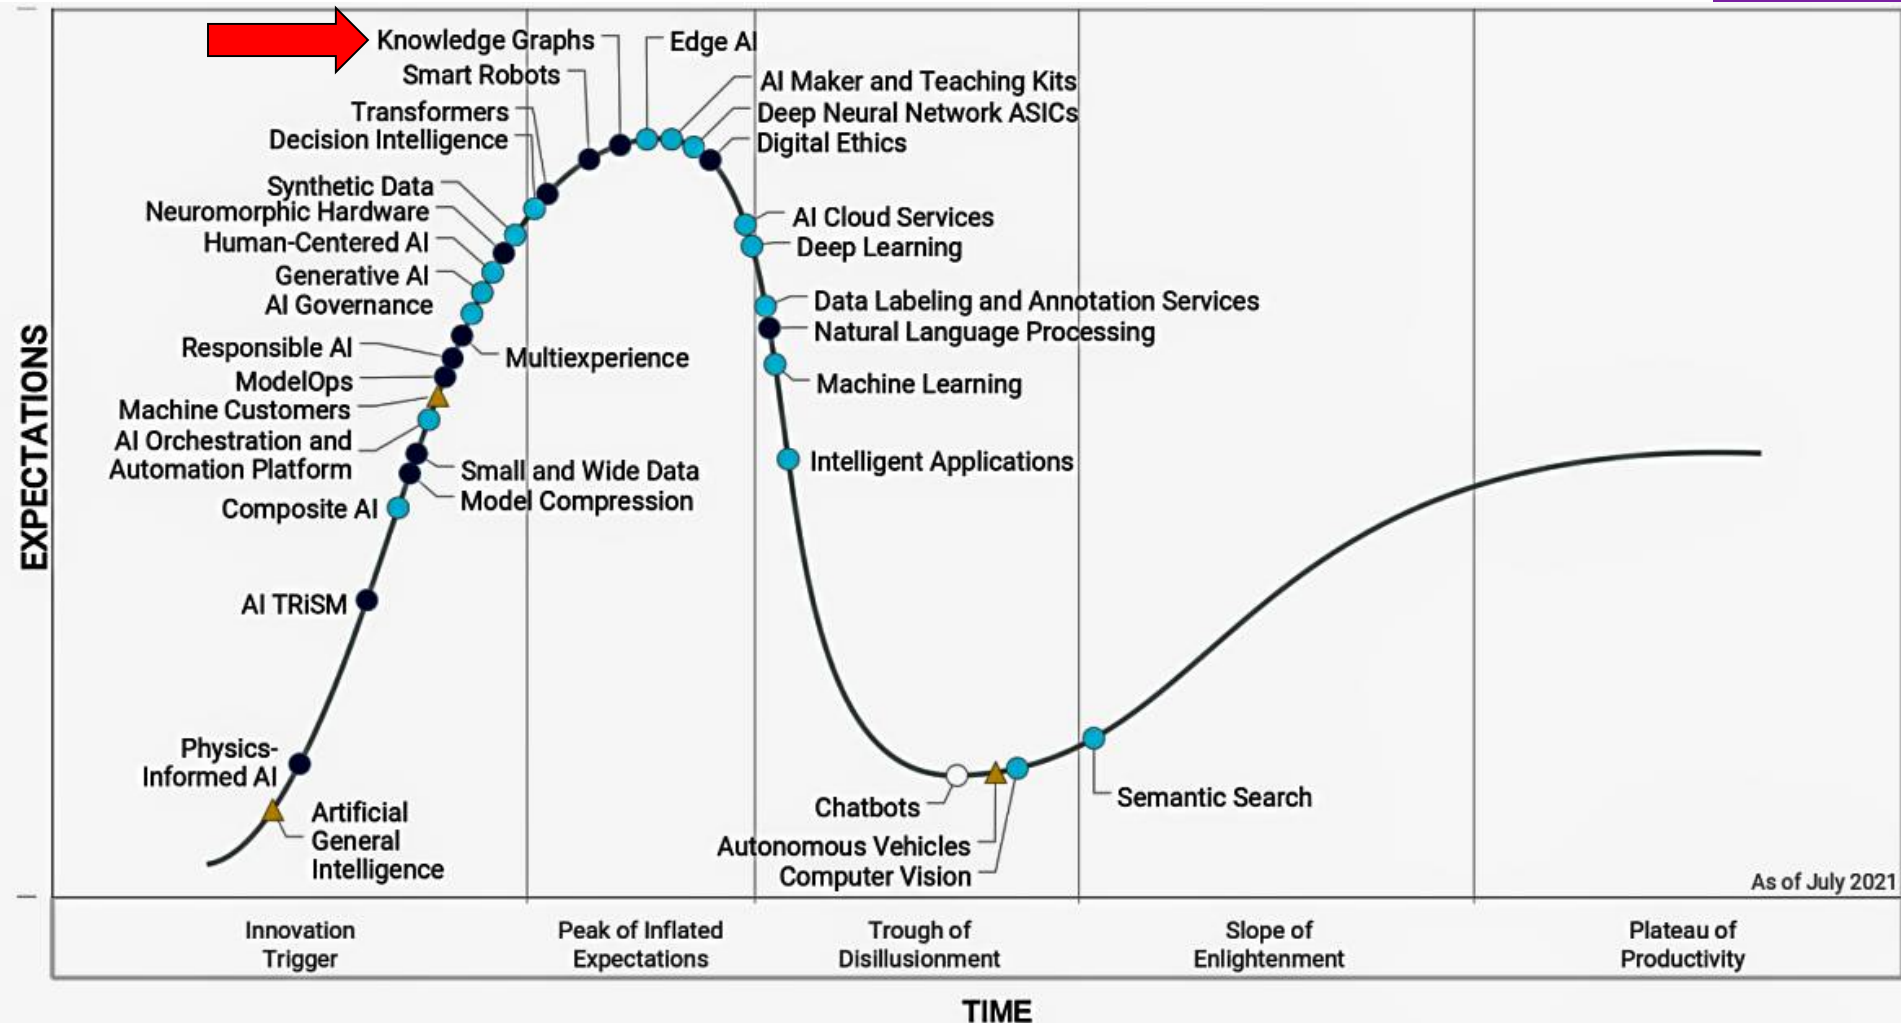 Knowledge Graphs
Edge AI
Smart Robots
AI Maker and Teaching Kits
Transformers
Deep Neural Network ASICs
Decision Intelligence
Digital Ethics
Synthetic Data
Neuromorphic Hardware
AI Cloud Services
Human-Centered AI
Deep Learning
Generative AI
AI Governance
Data Labeling and Annotation Services
Natural Language Processing
Responsible AI
Multiexperience
ModelOps
Machine Learning
Machine Customers
AI Orchestration and
Automation Platform
Small and Wide Data
Intelligent Applications
Model Compression
Composite AI
EXPECTATIONS
AI TRiSM
Physics-
Informed AI
Artificial
General
Intelligence
Chatbots
Semantic Search
Autonomous Vehicles
Computer Vision
As of July 2021
Innovation
Trigger
Peak of Inflated
Expectations
Trough of
Disillusionment
Slope of
Enlightenment
Plateau of
Productivity
TIME